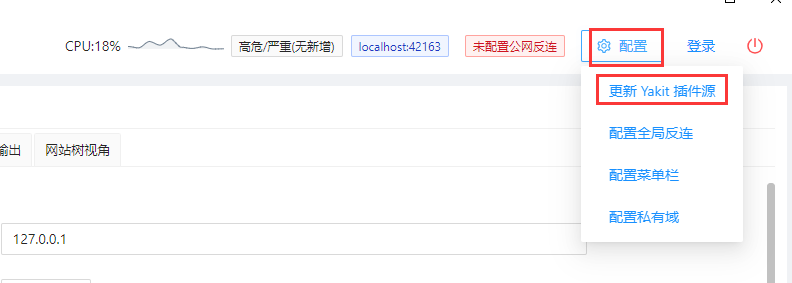 CPU:18% 高危/严重(无新增) localhost:42163 未配置公网反连 配置 登录
更新 Yakit 插件源
配置全局反连
输出 网站树视角
配置菜单栏
配置私有域
127.0.0.1